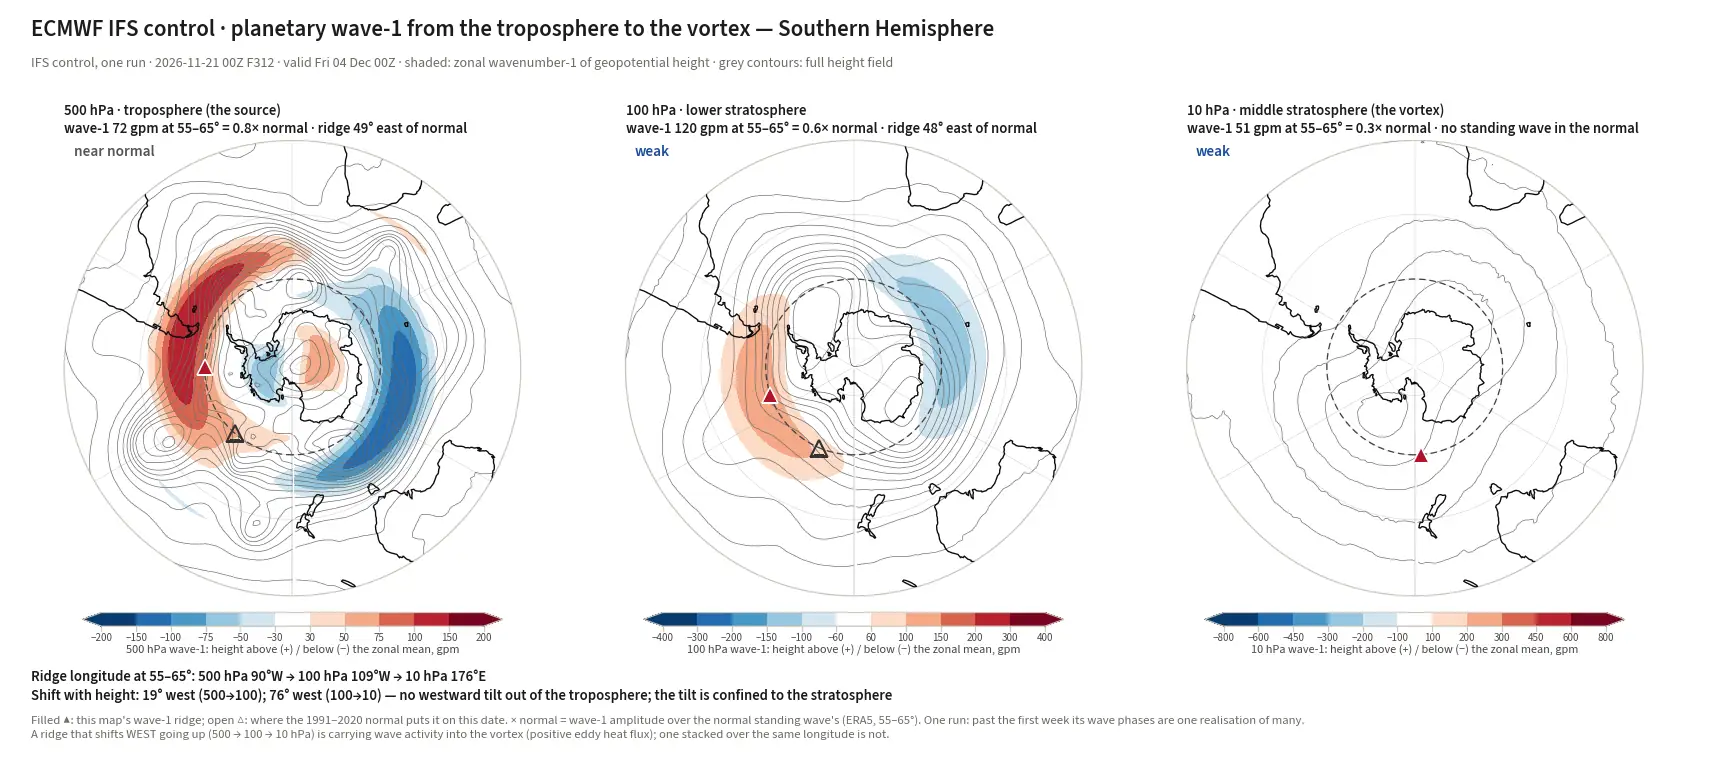 ECMWF IFS control · planetary wave-1 from the troposphere to the vortex — Southern Hemisphere
IFS control, one run · 2026-11-21 00Z F312 · valid Fri 04 Dec 00Z · shaded: zonal wavenumber-1 of geopotential height · grey contours: full height field
500 hPa · troposphere (the source)
wave-1 72 gpm at 55–65° = 0.8× normal · ridge 49° east of normal
near normal
100 hPa · lower stratosphere
wave-1 120 gpm at 55–65° = 0.6× normal · ridge 48° east of normal
weak
10 hPa · middle stratosphere (the vortex)
wave-1 51 gpm at 55–65° = 0.3× normal · no standing wave in the normal
weak
−200 −150 −100 −75 −50 −30 30 50 75 100 150 200
500 hPa wave-1: height above (+) / below (−) the zonal mean, gpm
−400 −300 −200 −150 −100 −60 60 100 150 200 300 400
100 hPa wave-1: height above (+) / below (−) the zonal mean, gpm
−800 −600 −450 −300 −200 −100 100 200 300 450 600 800
10 hPa wave-1: height above (+) / below (−) the zonal mean, gpm
Ridge longitude at 55–65°: 500 hPa 90°W → 100 hPa 109°W → 10 hPa 176°E
Shift with height: 19° west (500→100); 76° west (100→10) — no westward tilt out of the troposphere; the tilt is confined to the stratosphere
Filled ▲: this map's wave-1 ridge; open △: where the 1991–2020 normal puts it on this date. × normal = wave-1 amplitude over the normal standing wave's (ERA5, 55–65°). One run: past the first week its wave phases are one realisation of many.
A ridge that shifts WEST going up (500 → 100 → 10 hPa) is carrying wave activity into the vortex (positive eddy heat flux); one stacked over the same longitude is not.